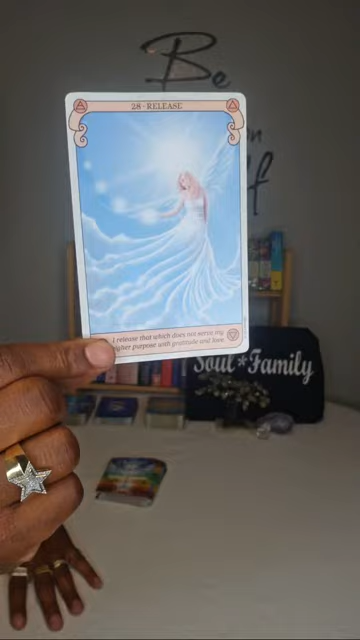 Be
28-RELEASE
I release that which does not serve my
higher purpose with gratitude and love.
Soul*Family